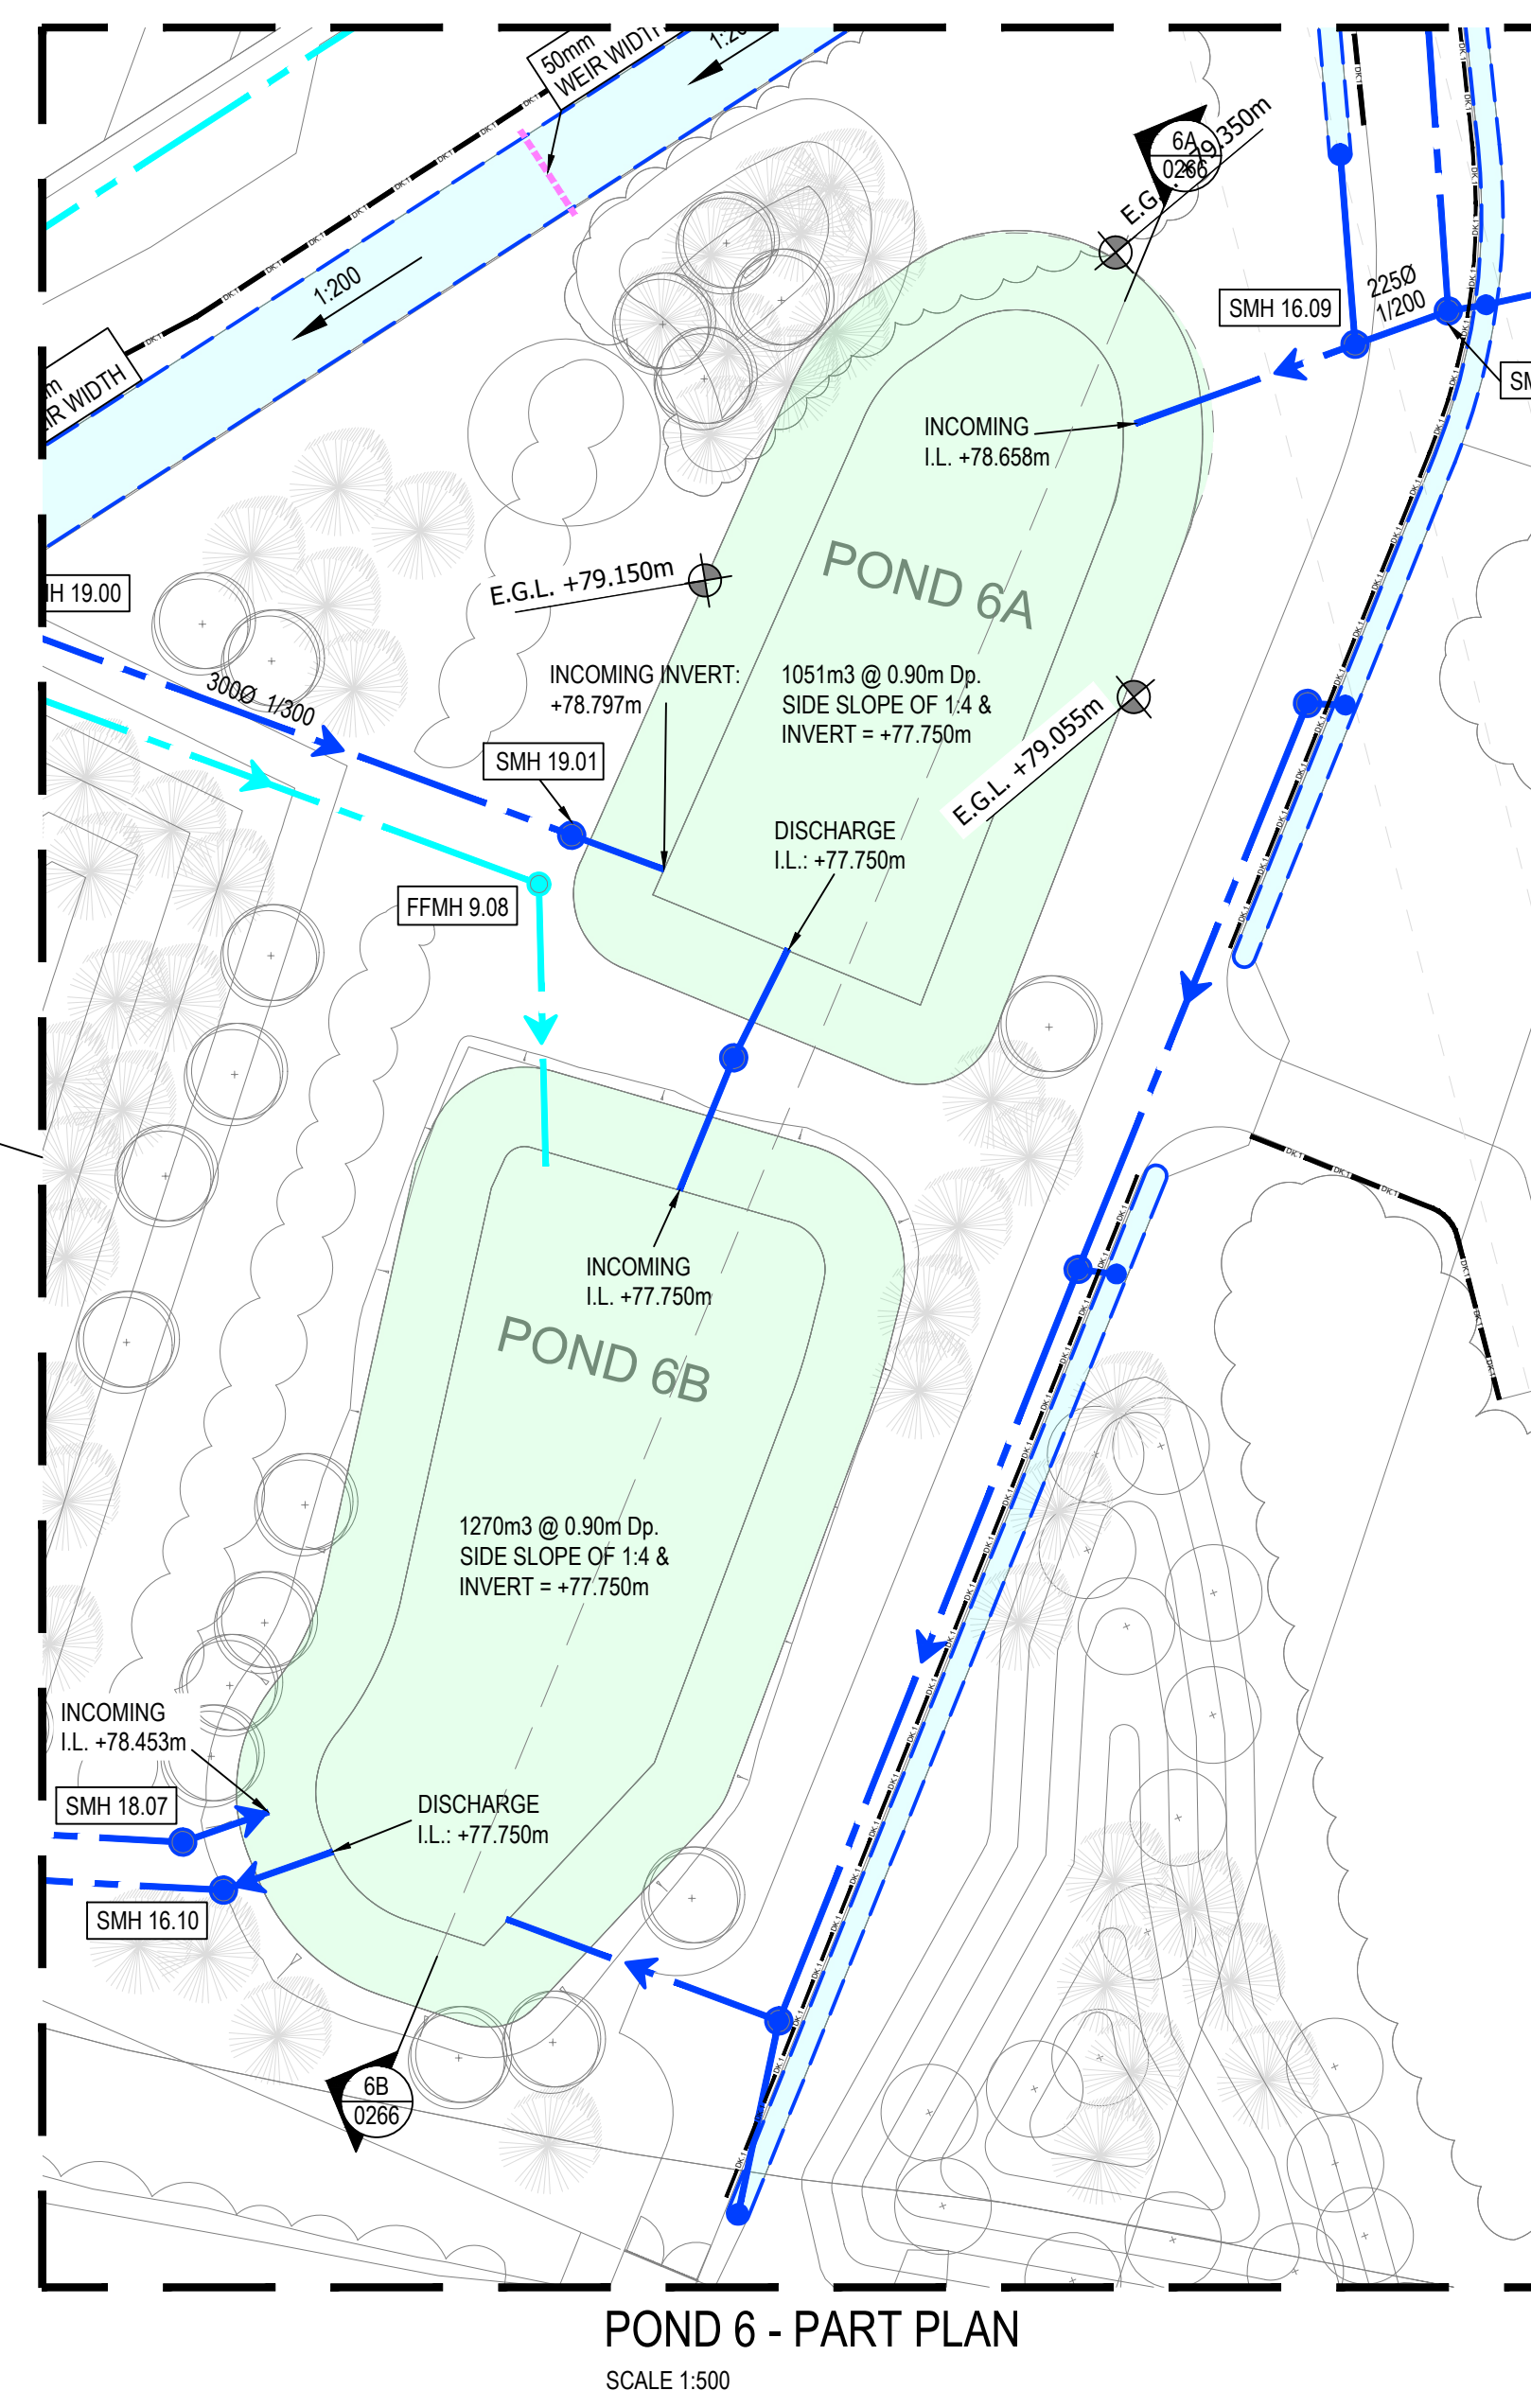 50mm
WEIR WIDTH
1:20
1:200
WIDTH
6A
0266
E.G.L. +79.350m
SMH 16.09
225Ø
1/200
INCOMING
I.L. +78.658m
POND 6A
E.G.L. +79.150m
19.00
300Ø 1/300
INCOMING INVERT:
+78.797m
1051m3 @ 0.90m Dp.
SIDE SLOPE OF 1:4 &
INVERT = +77.750m
SMH 19.01
E.G.L. +79.055m
DISCHARGE
I.L.: +77.750m
FFMH 9.08
INCOMING
I.L. +77.750m
POND 6B
1270m3 @ 0.90m Dp.
SIDE SLOPE OF 1:4 &
INVERT = +77.750m
INCOMING
I.L. +78.453m
SMH 18.07
DISCHARGE
I.L.: +77.750m
SMH 16.10
6B
0266
DK.1
POND 6 - PART PLAN
SCALE 1:500